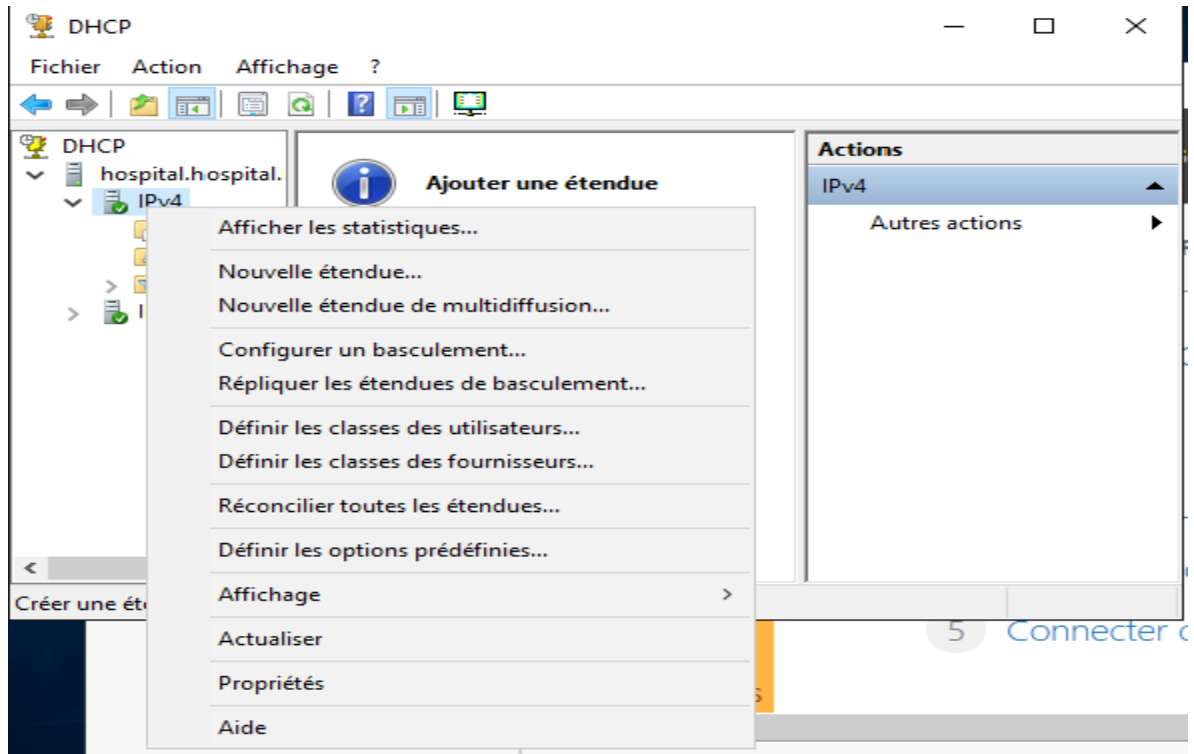 DHCP
Fichier Action Affichage ?
DHCP
hospital.hospital.
IPv4
Ajouter une étendue
Actions
IPv4
Autres actions
Afficher les statistiques...
Nouvelle étendue...
Nouvelle étendue de multidiffusion...
Configurer un basculement...
Répliquer les étendues de basculement...
Définir les classes des utilisateurs...
Définir les classes des fournisseurs...
Réconcilier toutes les étendues...
Définir les options prédéfinies...
Affichage
Actualiser
Propriétés
Aide
Créer une
5 Connecter